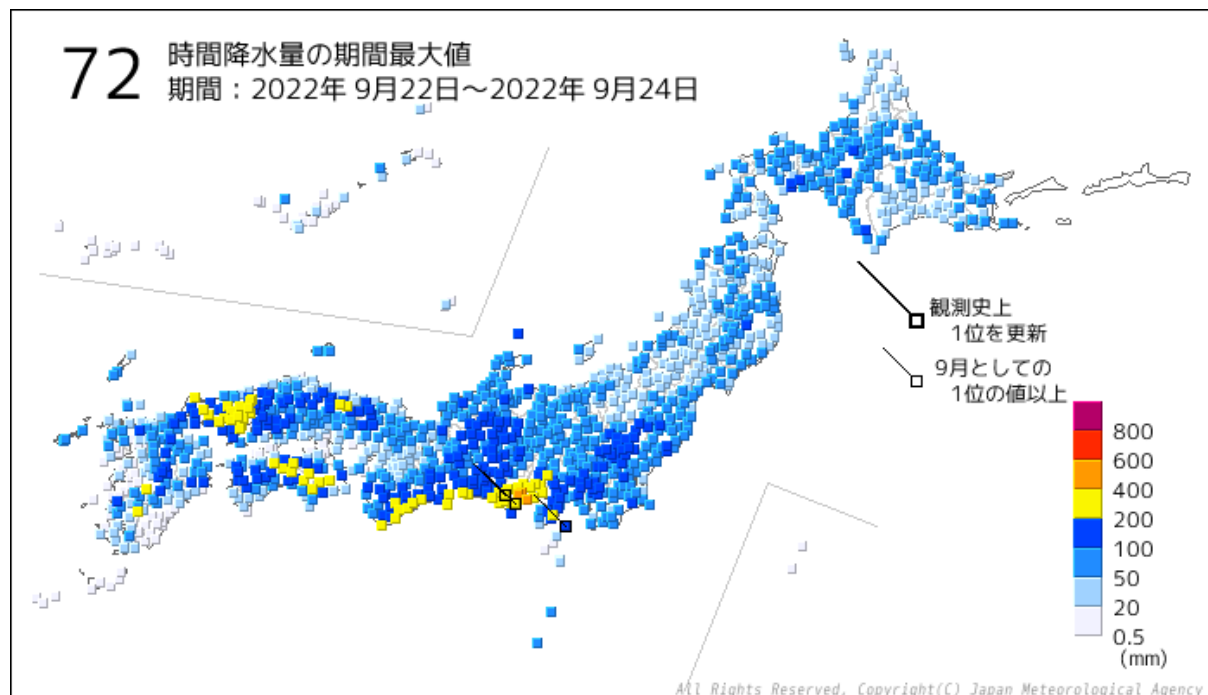 72
時間降水量の期間最大値
期間：2022年 9月22日～2022年 9月24日
観測史上
1位を更新
9月としての
1位の値以上
800
600
400
200
100
50
20
0.5
(mm)
All Rights Reserved. Copyright(C) Japan Meteorological Agency